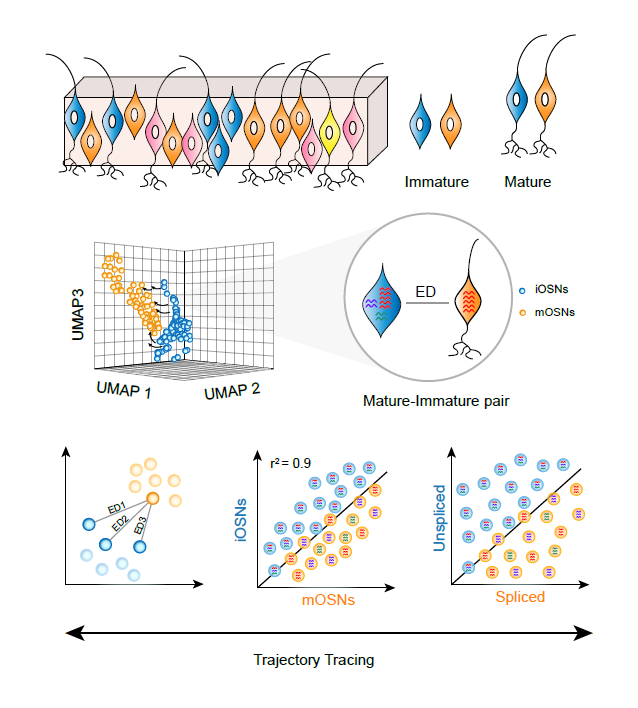 Immature
Mature
UMAP3
UMAP 1
UMAP 2
ED
iOSNs
mOSNs
Mature-Immature pair
ED1
ED2
ED3
iOSNs
r² = 0.9
mOSNs
Unspliced
Spliced
Trajectory Tracing